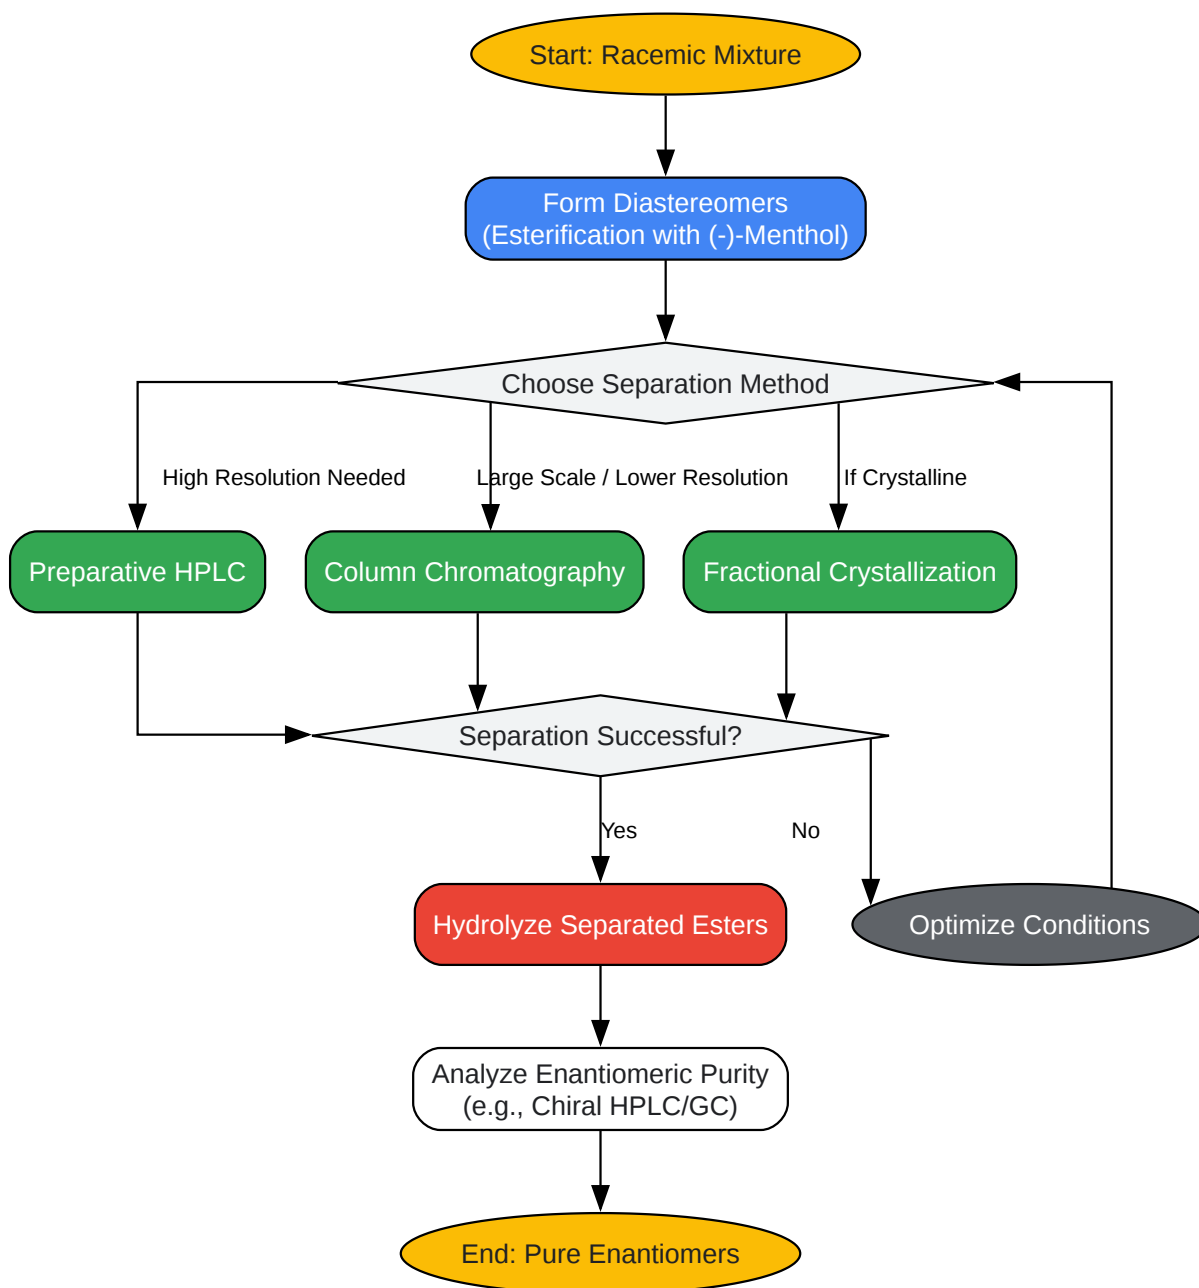 Start: Racemic Mixture
Form Diastereomers
(Esterification with (-)-Menthol)
Choose Separation Method
High Resolution Needed
Large Scale / Lower Resolution
If Crystalline
Preparative HPLC
Column Chromatography
Fractional Crystallization
Separation Successful?
Yes
No
Hydrolyze Separated Esters
Optimize Conditions
Analyze Enantiomeric Purity
(e.g., Chiral HPLC/GC)
End: Pure Enantiomers